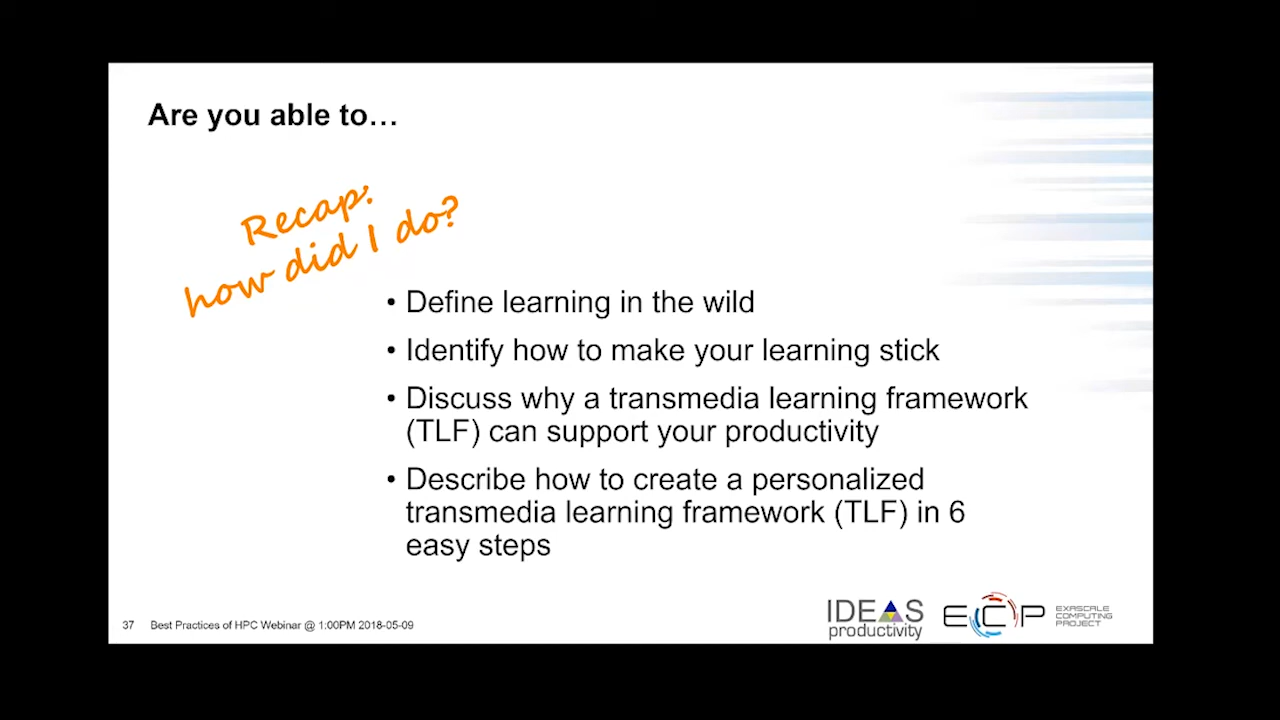 Are you able to…
Recap:
how did I do?
• Define learning in the wild
• Identify how to make your learning stick
• Discuss why a transmedia learning framework
(TLF) can support your productivity
• Describe how to create a personalized
transmedia learning framework (TLF) in 6
easy steps
37 Best Practices of HPC Webinar @ 1:00PM 2018-05-09
IDEAS
productivity
ECP
EXASCALE
COMPUTING
PROJECT